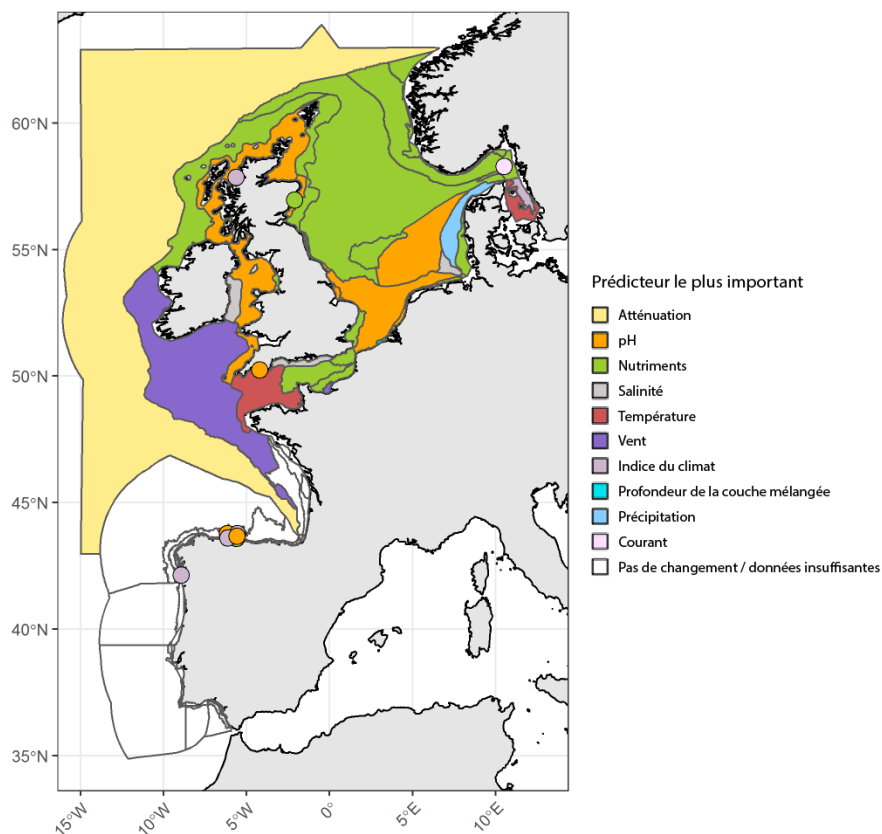 60°N
55°N
50°N
45°N
40°N
35°N
15°W
10°W
5°W
0°
5°E
10°E
Prédicteur le plus important
Atténuation
pH
Nutriments
Salinité
Température
Vent
Indice du climat
Profondeur de la couche mélangée
Précipitation
Courant
Pas de changement / données insuffisantes